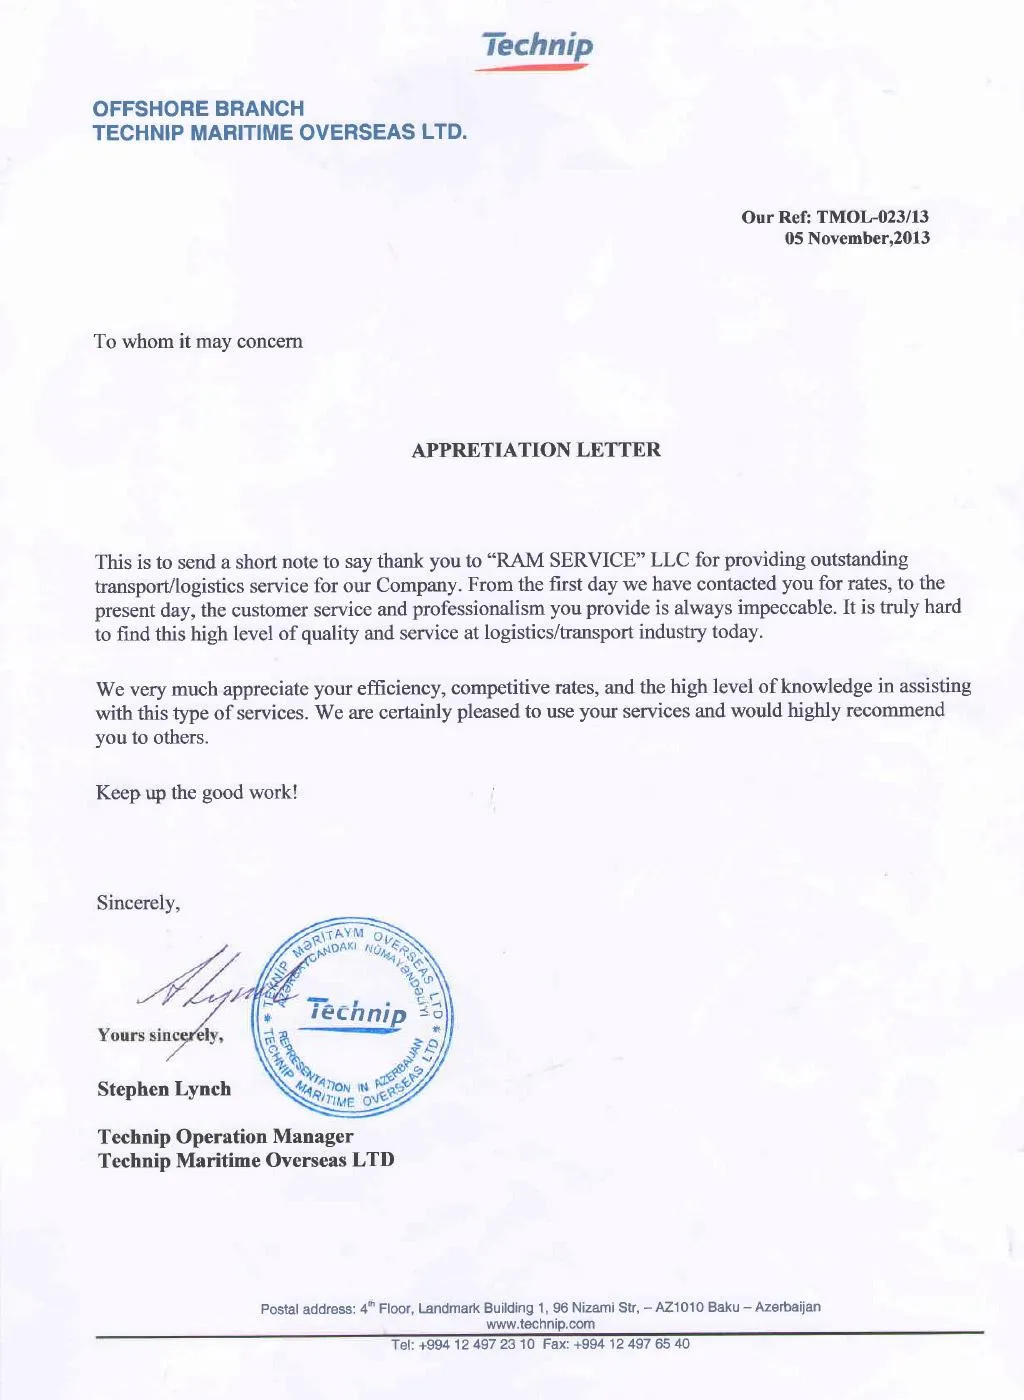 Technip
OFFSHORE BRANCH
TECHNIP MARITIME OVERSEAS LTD.
Our Ref: TMOL-023/13
05 November,2013
To whom it may concern
APPRETIATION LETTER
This is to send a short note to say thank you to “RAM SERVICE” LLC for providing outstanding
transport/logistics service for our Company. From the first day we have contacted you for rates, to the
present day, the customer service and professionalism you provide is always impeccable. It is truly hard
to find this high level of quality and service at logistics/transport industry today.
We very much appreciate your efficiency, competitive rates, and the high level of knowledge in assisting
with this type of services. We are certainly pleased to use your services and would highly recommend
you to others.
Keep up the good work!
Sincerely,
TEKNİP MƏRİTAYM OVERSEAS LTD
AZƏRBAYCANDAKI NÜMAYƏNDƏLİYİ
Technip
REPRESENTATION IN AZERBAIJAN
TECHNIP MARITIME OVERSEAS LTD
Yours sincerely,
Stephen Lynch
Technip Operation Manager
Technip Maritime Overseas LTD
Postal address: 4th Floor, Landmark Building 1, 96 Nizami Str, – AZ1010 Baku – Azerbaijan
www.technip.com
Tel: +994 12 497 23 10 Fax: +994 12 497 65 40